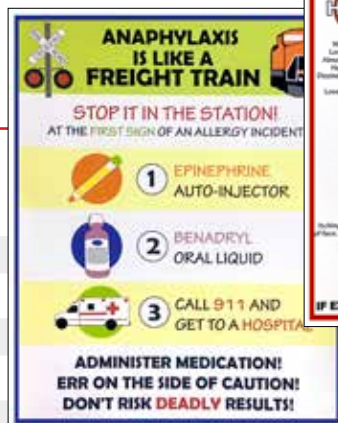 ANAPHYLAXIS
IS LIKE A
FREIGHT TRAIN
STOP IT IN THE STATION!
AT THE FIRST SIGN OF AN ALLERGY INCIDENT
1 EPINEPHRINE
AUTO-INJECTOR
2 BENADRYL
ORAL LIQUID
3 CALL 911 AND
GET TO A HOSPITAL
ADMINISTER MEDICATION!
ERR ON THE SIDE OF CAUTION!
DON'T RISK DEADLY RESULTS!
IF